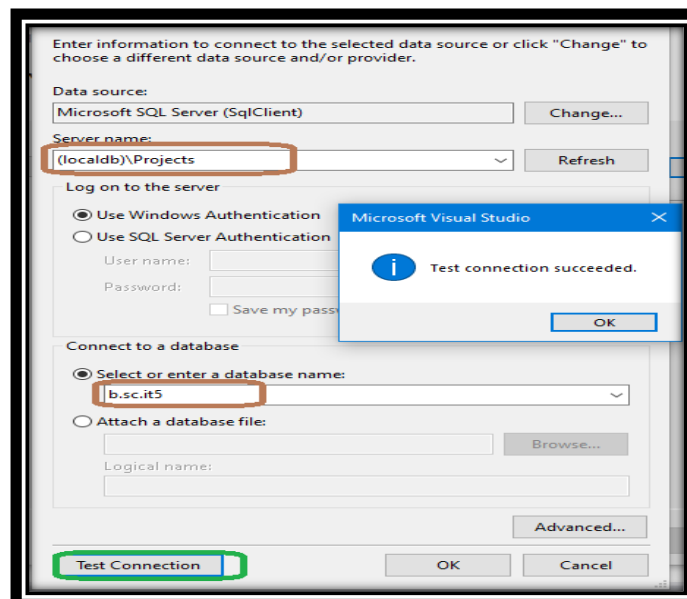 Enter information to connect to the selected data source or click "Change" to
choose a different data source and/or provider.
Data source:
Microsoft SQL Server (SqlClient)
Change...
Server name:
(localdb)\Projects
Refresh
Log on to the server
Use Windows Authentication
Use SQL Server Authentication
User name:
Password:
Save my pass
Microsoft Visual Studio
Test connection succeeded.
OK
Connect to a database
Select or enter a database name:
b.sc.it5
Attach a database file:
Browse...
Logical name:
Advanced...
Test Connection
OK
Cancel